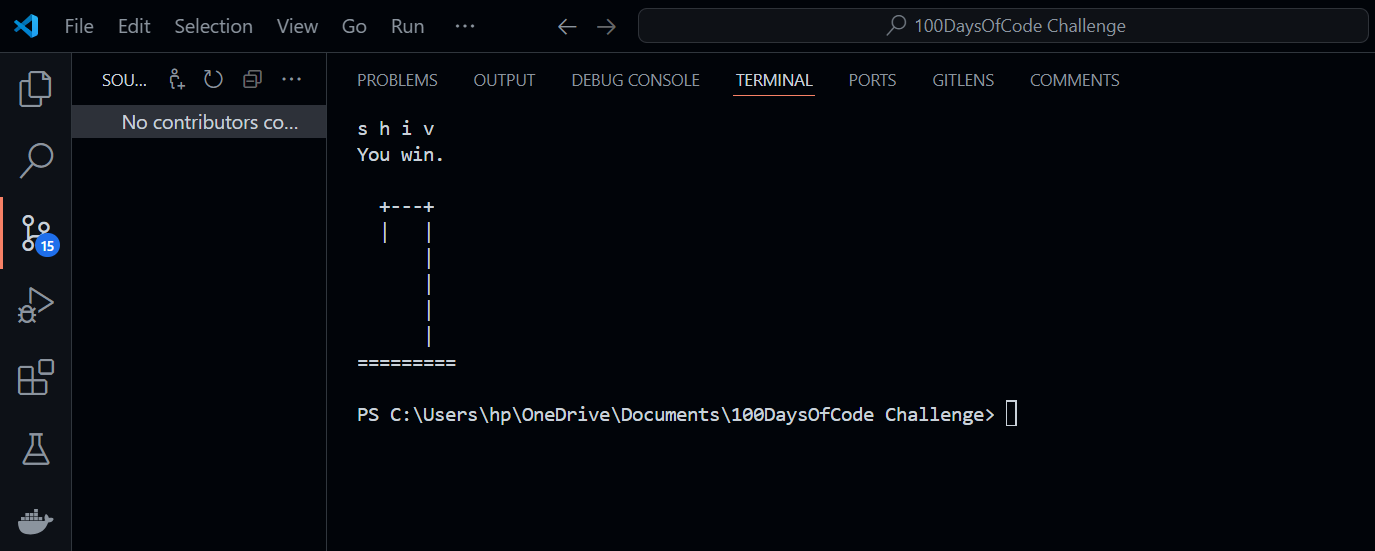 File Edit Selection View Go Run ···
100DaysOfCode Challenge
SOU... ···
PROBLEMS OUTPUT DEBUG CONSOLE TERMINAL PORTS GITLENS COMMENTS
No contributors co...
s h i v
You win.
  +---+
  |   |
      |
      |
      |
      |
=========
PS C:\Users\hp\OneDrive\Documents\100DaysOfCode Challenge>
15